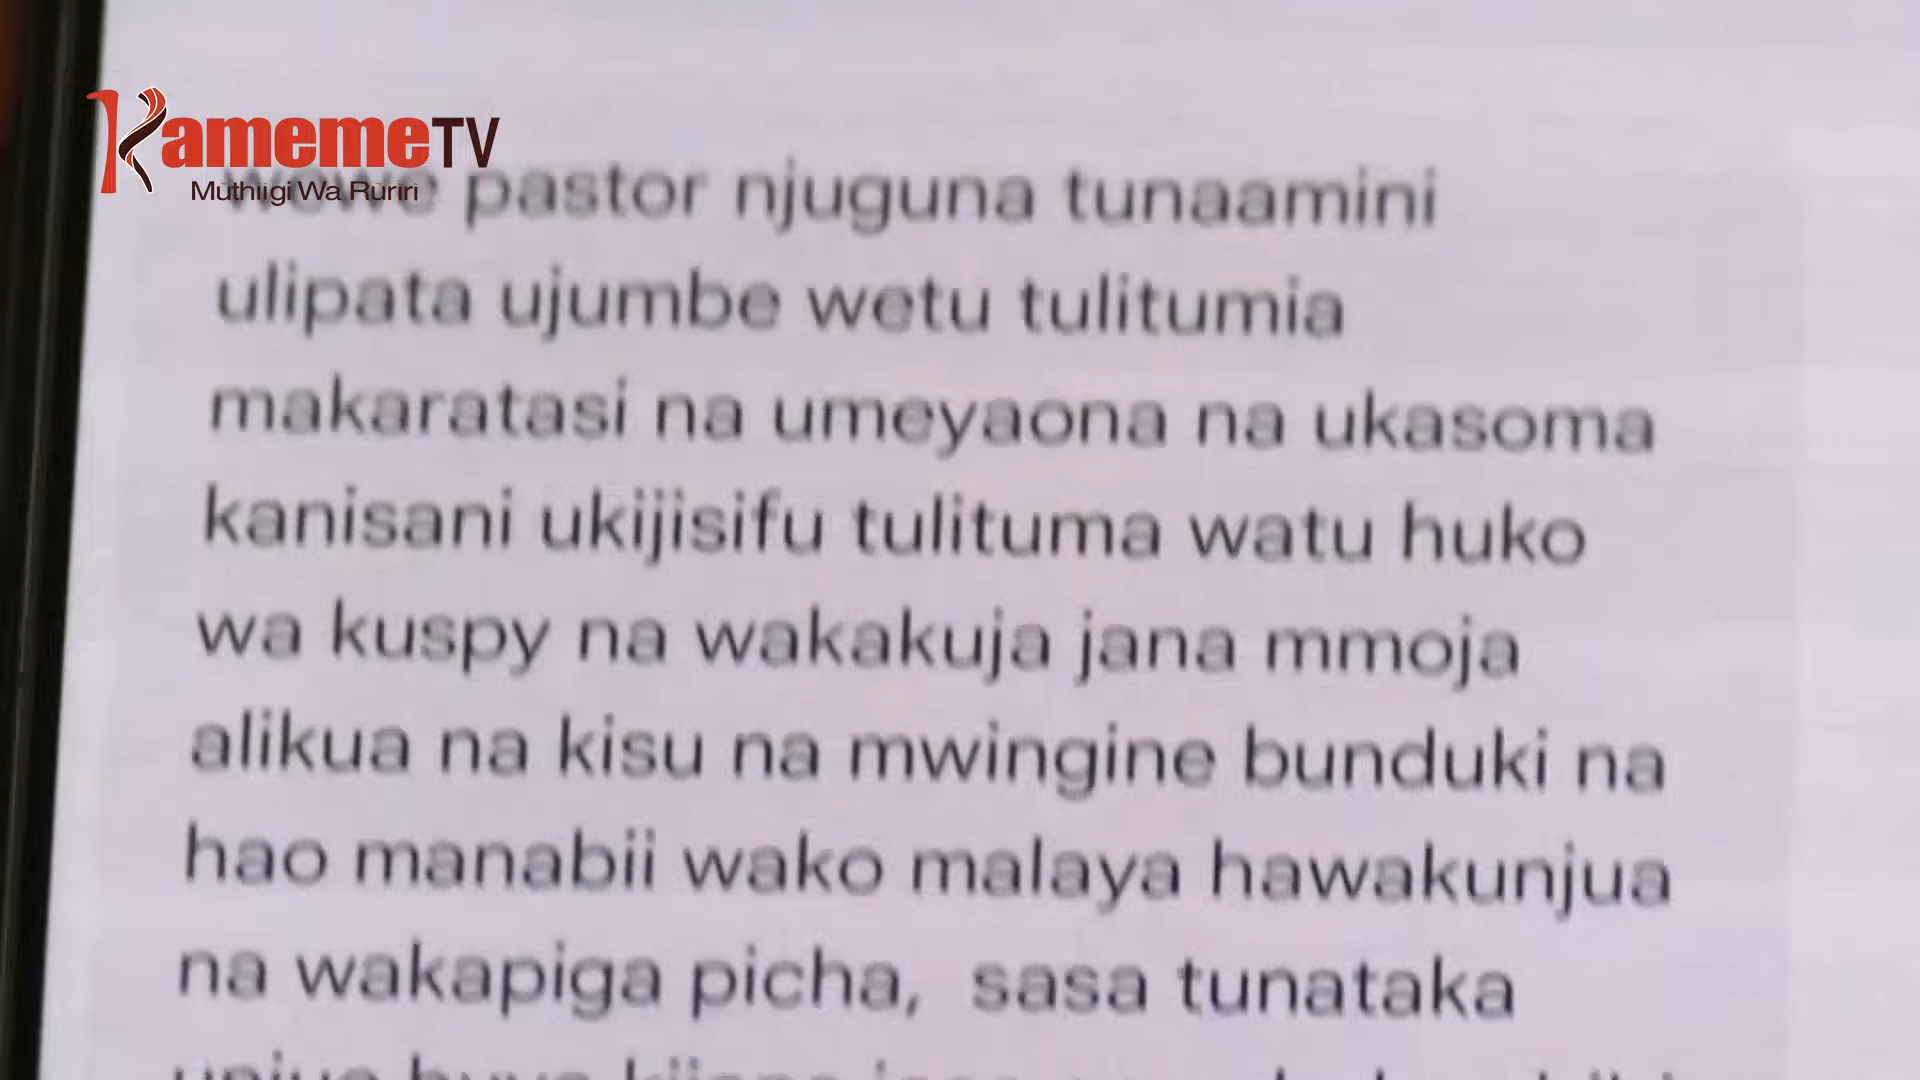 KamemeTV
Muthiigi Wa Ruriri
wewe pastor njuguna tunaamini
ulipata ujumbe wetu tulitumia
makaratasi na umeyaona na ukasoma
kanisani ukijisifu tulituma watu huko
wa kuspy na wakakuja jana mmoja
alikua na kisu na mwingine bunduki na
hao manabii wako malaya hawakunjua
na wakapiga picha, sasa tunataka